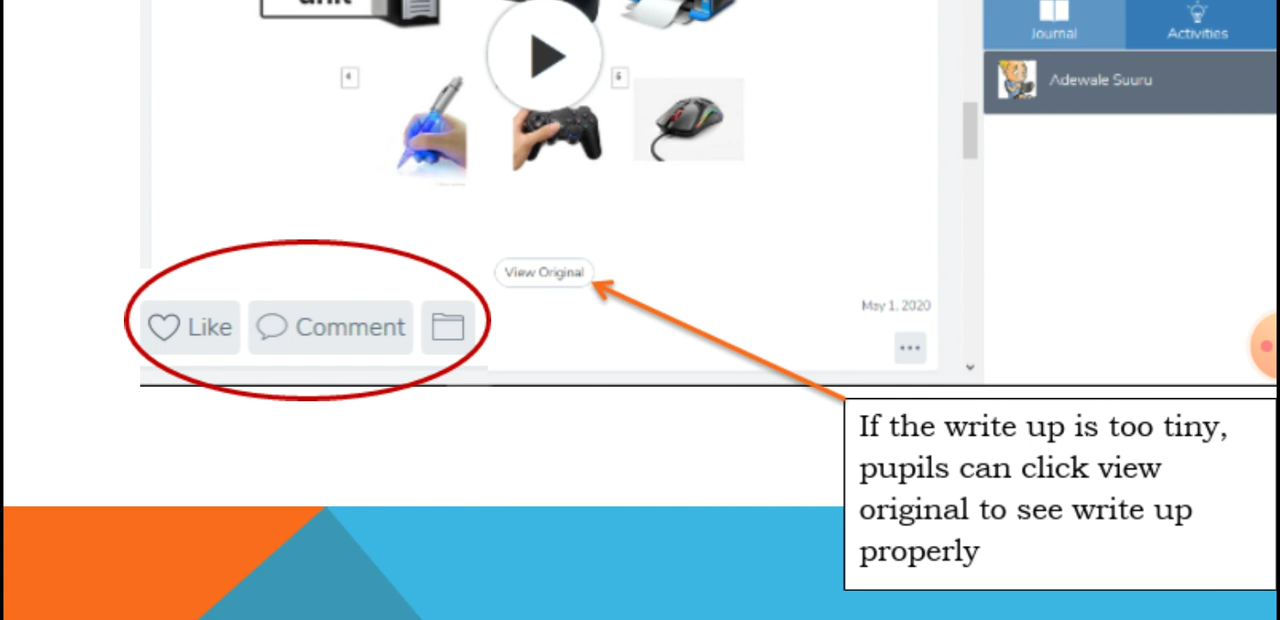 unit
Journal
Activities
Adewale Suuru
4
5
View Original
May 1, 2020
Like
Comment
If the write up is too tiny,
pupils can click view
original to see write up
properly